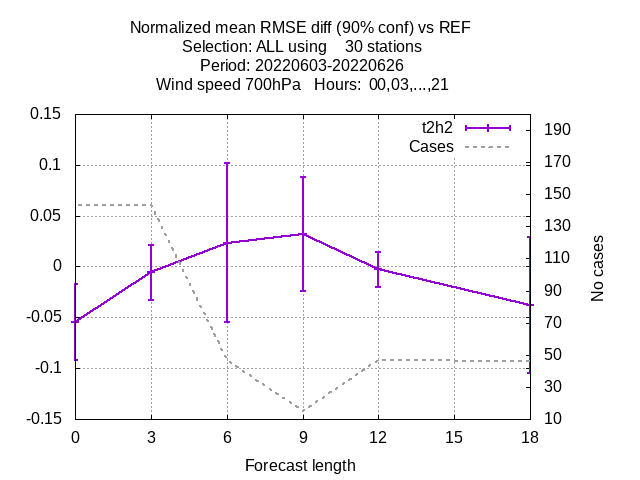 Normalized mean RMSE diff (90% conf) vs REF
Selection: ALL using    30 stations
Period: 20220603-20220626
Wind speed 700hPa   Hours:  00,03,...,21
t2h2
Cases
0.15
0.1
0.05
0
-0.05
-0.1
-0.15
190
170
150
130
110
90
70
50
30
10
No cases
0 3 6 9 12 15 18
Forecast length